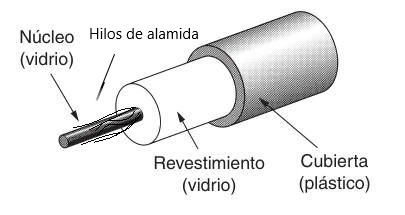 Núcleo
(vidrio)
Hilos de alamida
Revestimiento
(vidrio)
Cubierta
(plástico)